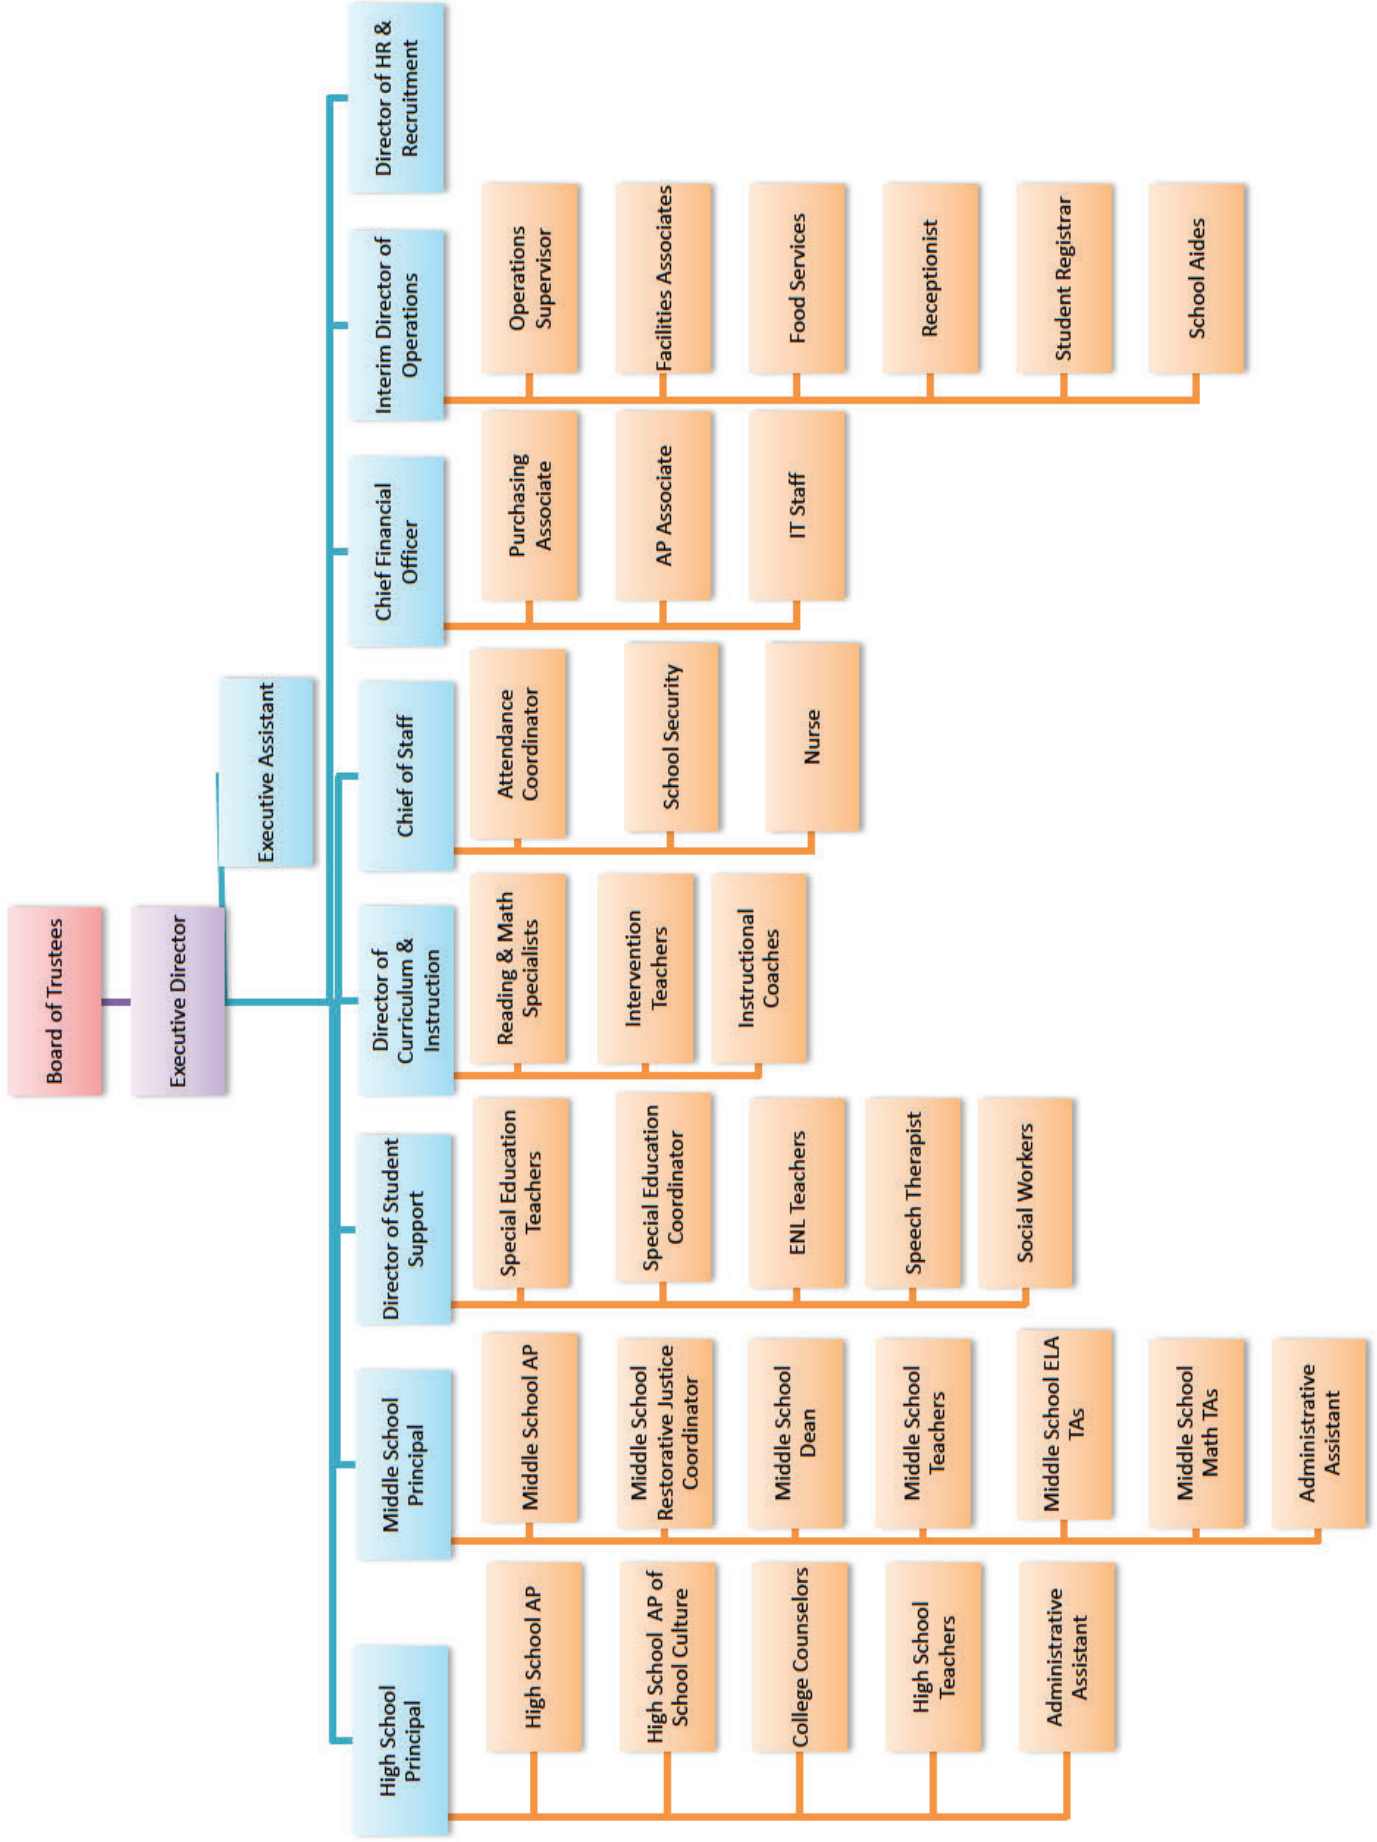 Board of Trustees
Executive Director
Executive Assistant
High School
Principal
Middle School
Principal
Director of Student
Support
Director of
Curriculum &
Instruction
Chief of Staff
Chief Financial
Officer
Interim Director of
Operations
Director of HR &
Recruitment
High School AP
High School AP of
School Culture
College Counselors
High School
Teachers
Administrative
Assistant
Middle School AP
Middle School
Restorative Justice
Coordinator
Middle School
Dean
Middle School
Teachers
Middle School ELA
TAs
Middle School
Math TAs
Administrative
Assistant
Special Education
Teachers
Special Education
Coordinator
ENL Teachers
Speech Therapist
Social Workers
Reading & Math
Specialists
Intervention
Teachers
Instructional
Coaches
Attendance
Coordinator
School Security
Nurse
Purchasing
Associate
AP Associate
IT Staff
Operations
Supervisor
Facilities Associates
Food Services
Receptionist
Student Registrar
School Aides